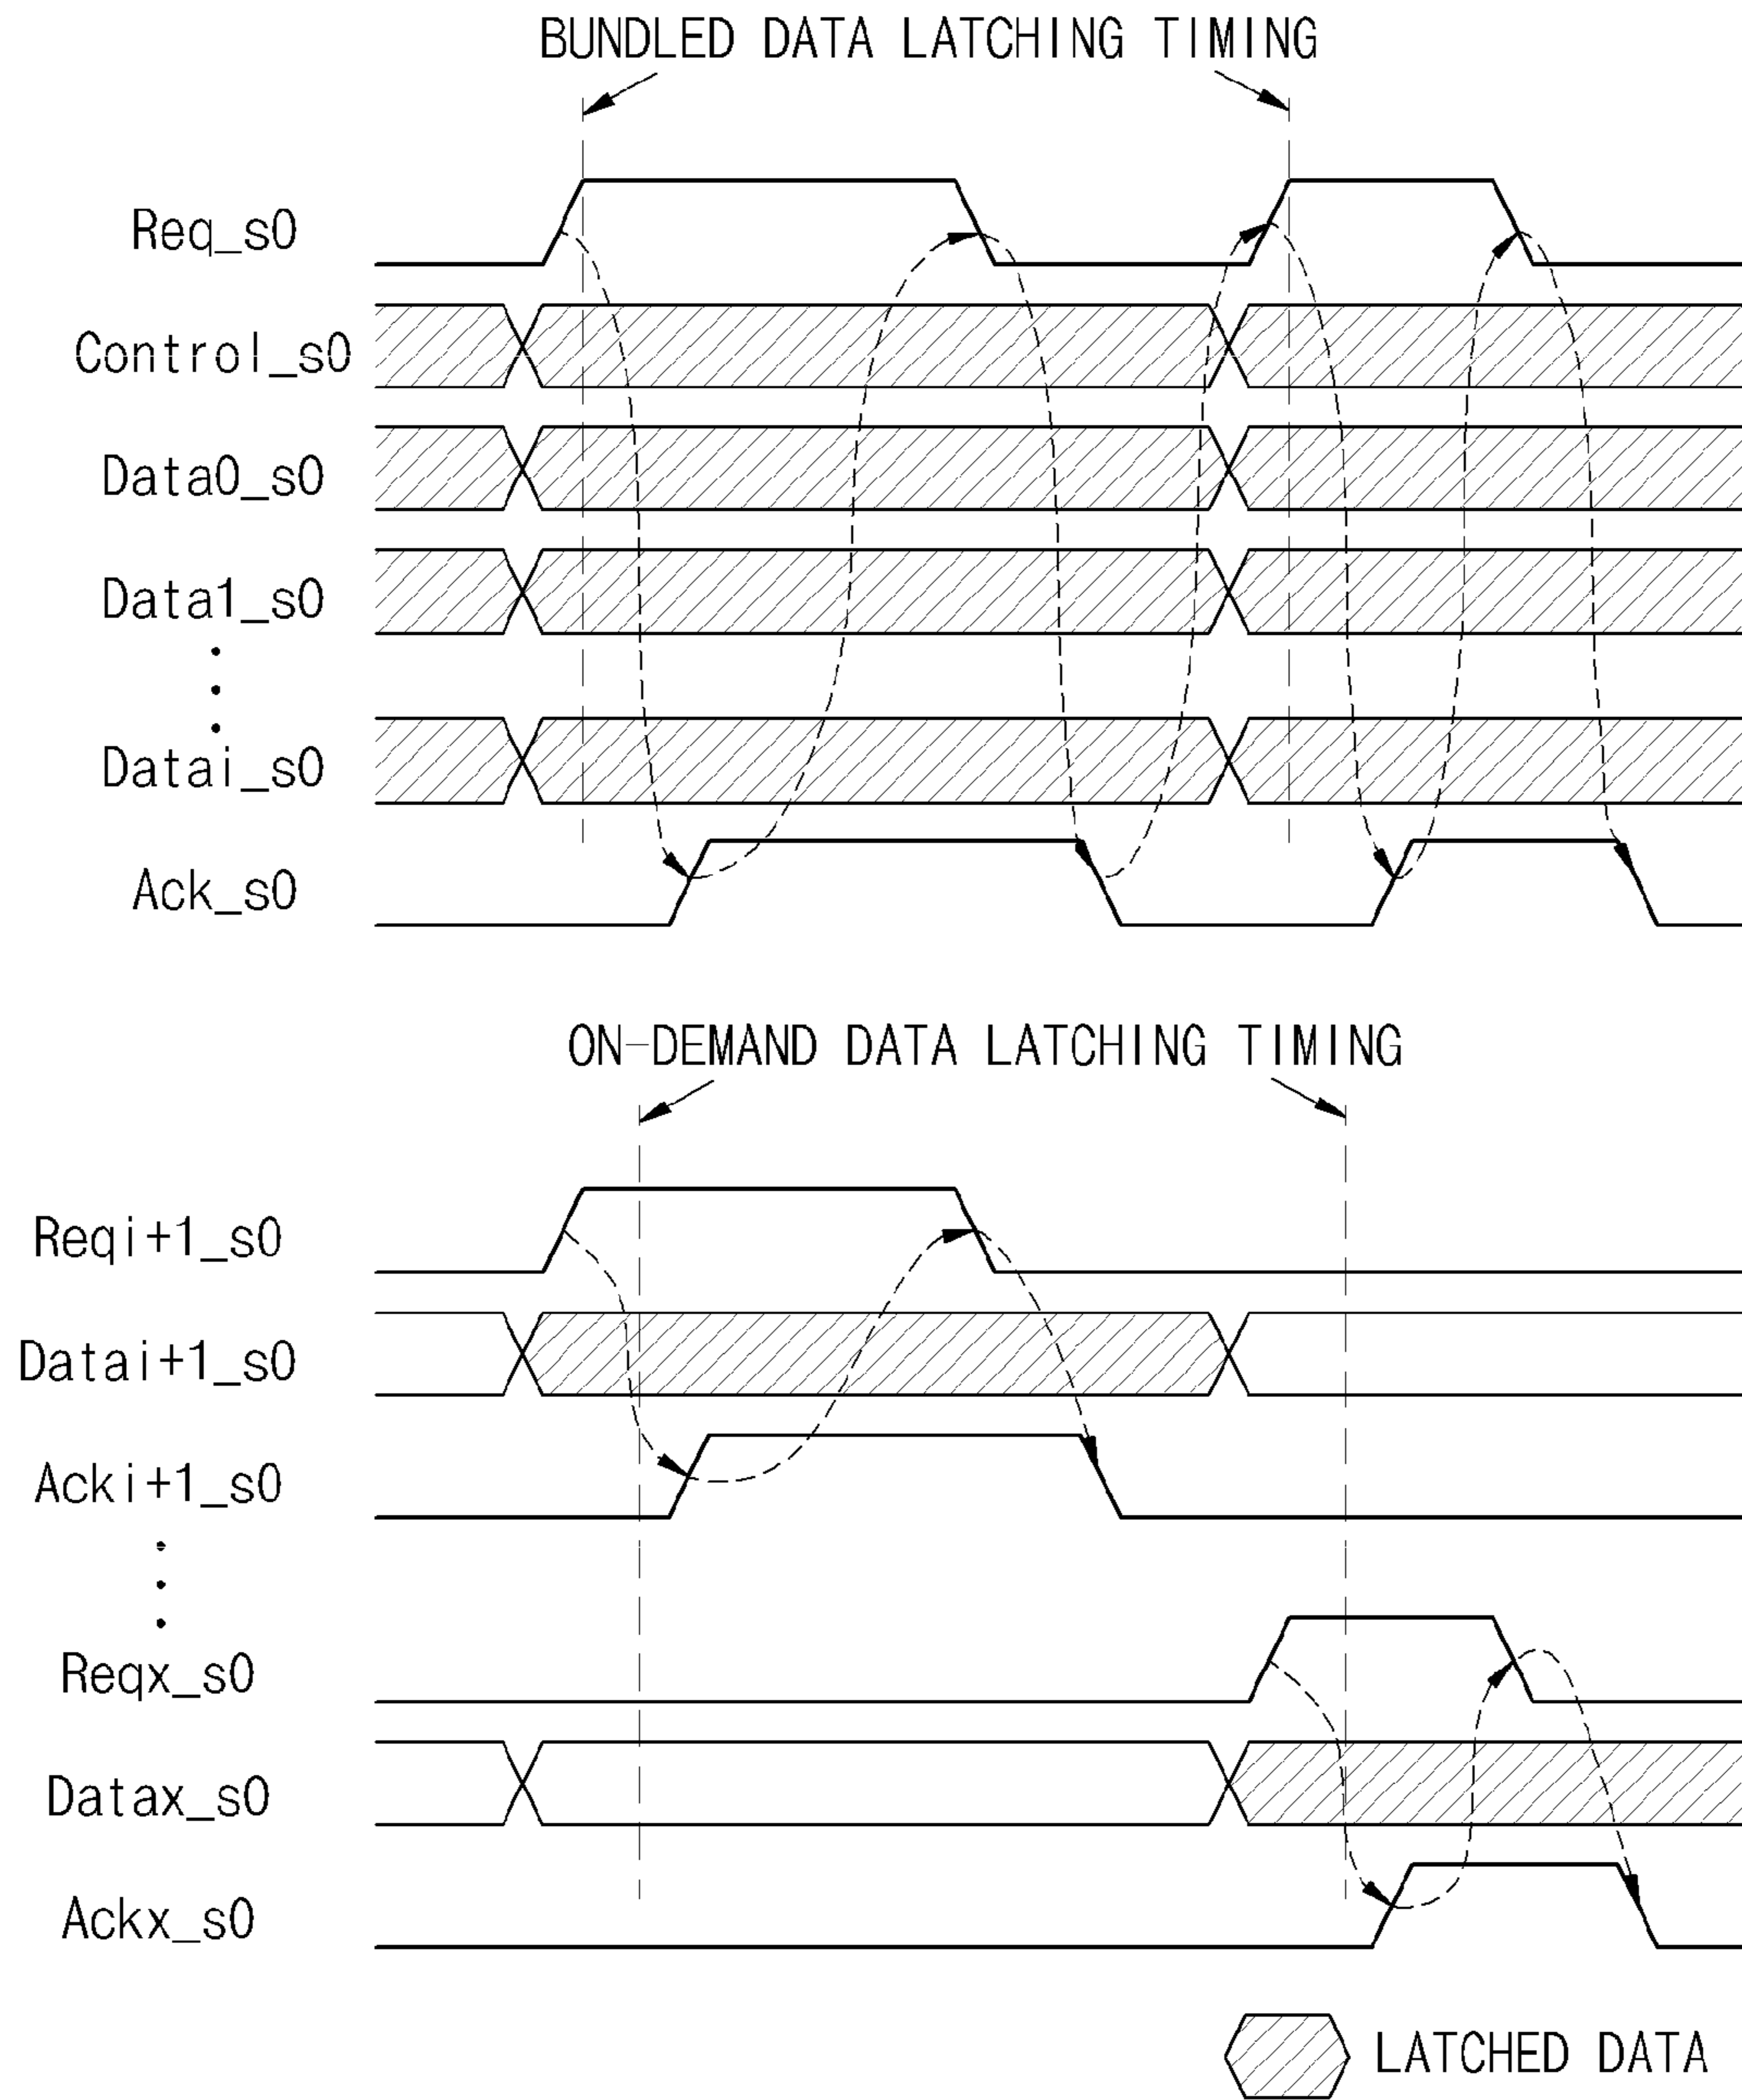 BUNDLED DATA LATCHING TIMING
Req_s0
Control_s0
Data0_s0
Data1_s0
Datai_s0
Ack_s0
ON-DEMAND DATA LATCHING TIMING
Reqi+1_s0
Datai+1_s0
Acki+1_s0
Reqx_s0
Datax_s0
Ackx_s0
LATCHED DATA